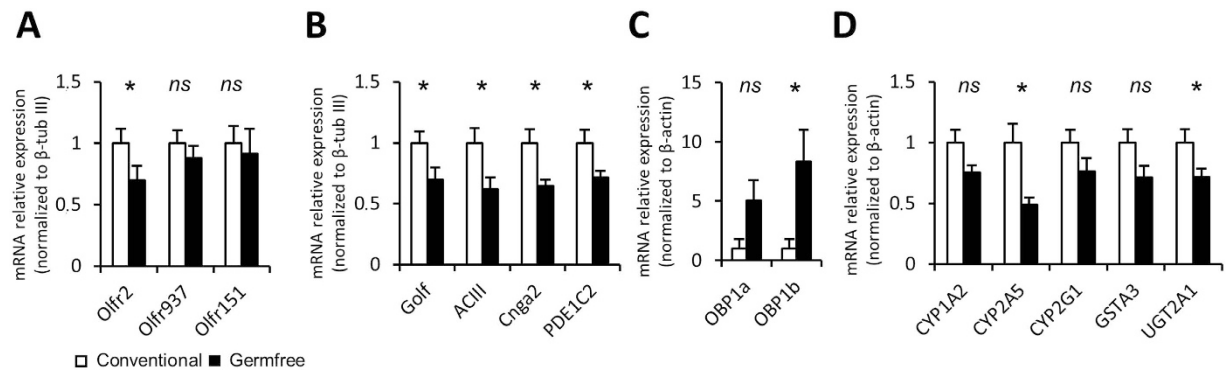 A
mRNA relative expression
(normalized to β-tub III)
1.5
1
0.5
0
* ns ns
Olfr2 Olfr937 Olfr151
B
mRNA relative expression
(normalized to β-tub III)
1.5
1
0.5
0
* * * *
Golf ACIII Cnga2 PDE1C2
C
mRNA relative expression
(normalized to β-actin)
15
10
5
0
ns *
OBP1a OBP1b
D
mRNA relative expression
(normalized to β-actin)
1.5
1
0.5
0
ns * ns ns *
CYP1A2 CYP2A5 CYP2G1 GSTA3 UGT2A1
Conventional Germfree